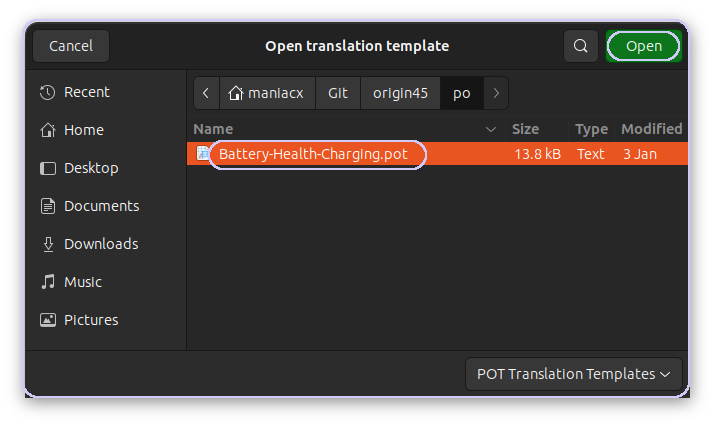 Cancel Open translation template Open
Recent
Home
Desktop
Documents
Downloads
Music
Pictures
maniacx Git origin45 po
Name Size Type Modified
Battery-Health-Charging.pot 13.8 kB Text 3 Jan
POT Translation Templates